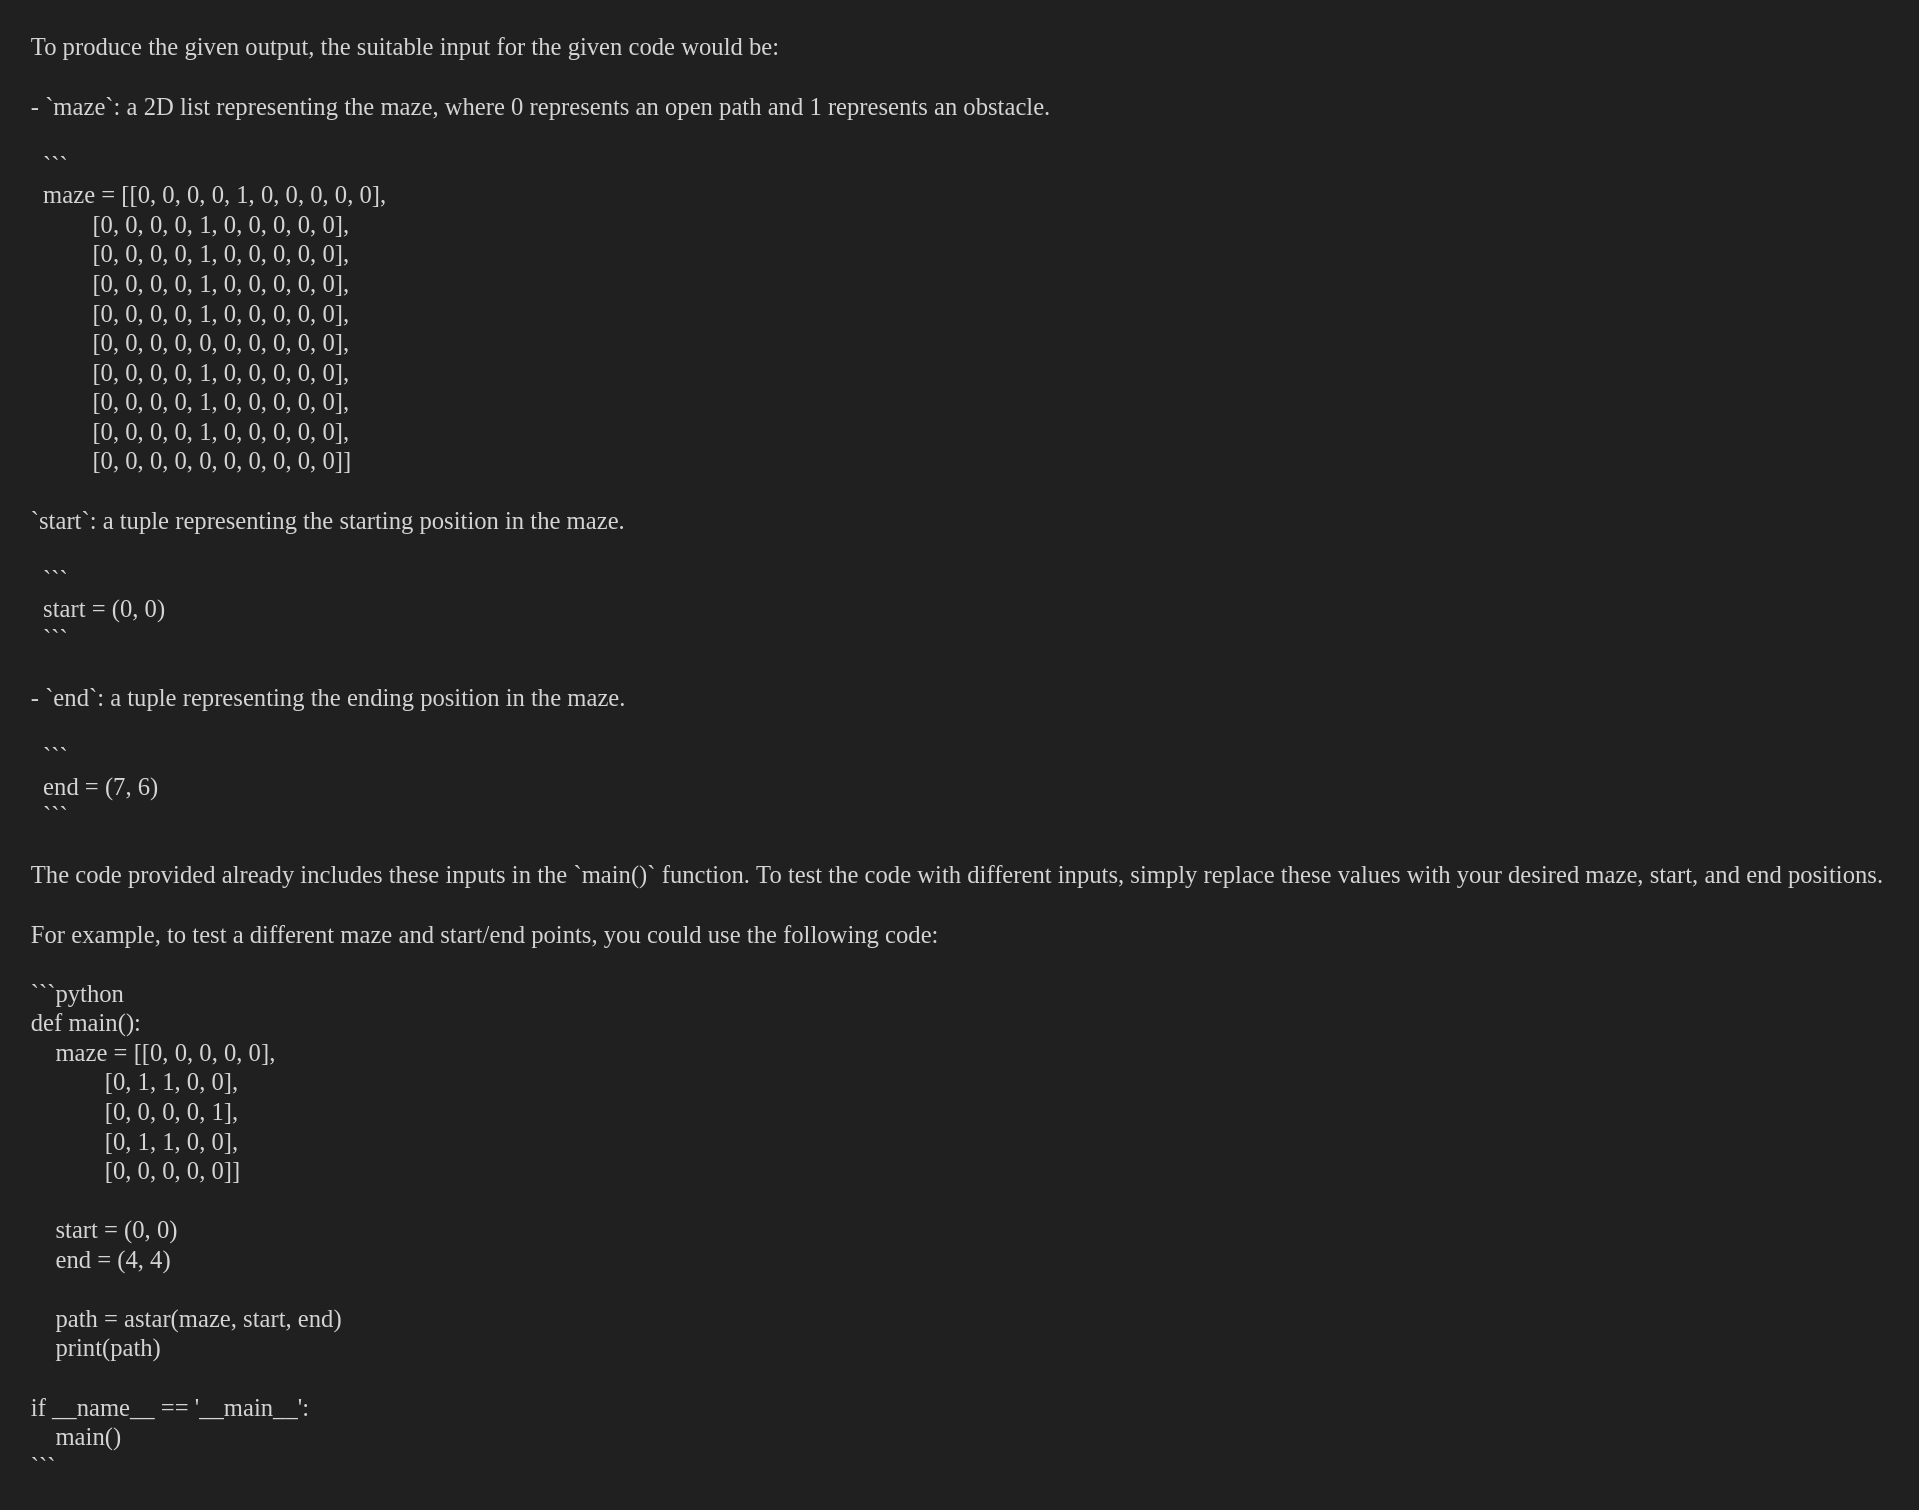 To produce the given output, the suitable input for the given code would be:

- `maze`: a 2D list representing the maze, where 0 represents an open path and 1 represents an obstacle.

  ```
  maze = [[0, 0, 0, 0, 1, 0, 0, 0, 0, 0],
          [0, 0, 0, 0, 1, 0, 0, 0, 0, 0],
          [0, 0, 0, 0, 1, 0, 0, 0, 0, 0],
          [0, 0, 0, 0, 1, 0, 0, 0, 0, 0],
          [0, 0, 0, 0, 1, 0, 0, 0, 0, 0],
          [0, 0, 0, 0, 0, 0, 0, 0, 0, 0],
          [0, 0, 0, 0, 1, 0, 0, 0, 0, 0],
          [0, 0, 0, 0, 1, 0, 0, 0, 0, 0],
          [0, 0, 0, 0, 1, 0, 0, 0, 0, 0],
          [0, 0, 0, 0, 0, 0, 0, 0, 0, 0]]

`start`: a tuple representing the starting position in the maze.

  ```
  start = (0, 0)
  ```

- `end`: a tuple representing the ending position in the maze.

  ```
  end = (7, 6)
  ```

The code provided already includes these inputs in the `main()` function. To test the code with different inputs, simply replace these values with your desired maze, start, and end positions.

For example, to test a different maze and start/end points, you could use the following code:

```python
def main():
    maze = [[0, 0, 0, 0, 0],
            [0, 1, 1, 0, 0],
            [0, 0, 0, 0, 1],
            [0, 1, 1, 0, 0],
            [0, 0, 0, 0, 0]]

    start = (0, 0)
    end = (4, 4)

    path = astar(maze, start, end)
    print(path)

if __name__ == '__main__':
    main()
```